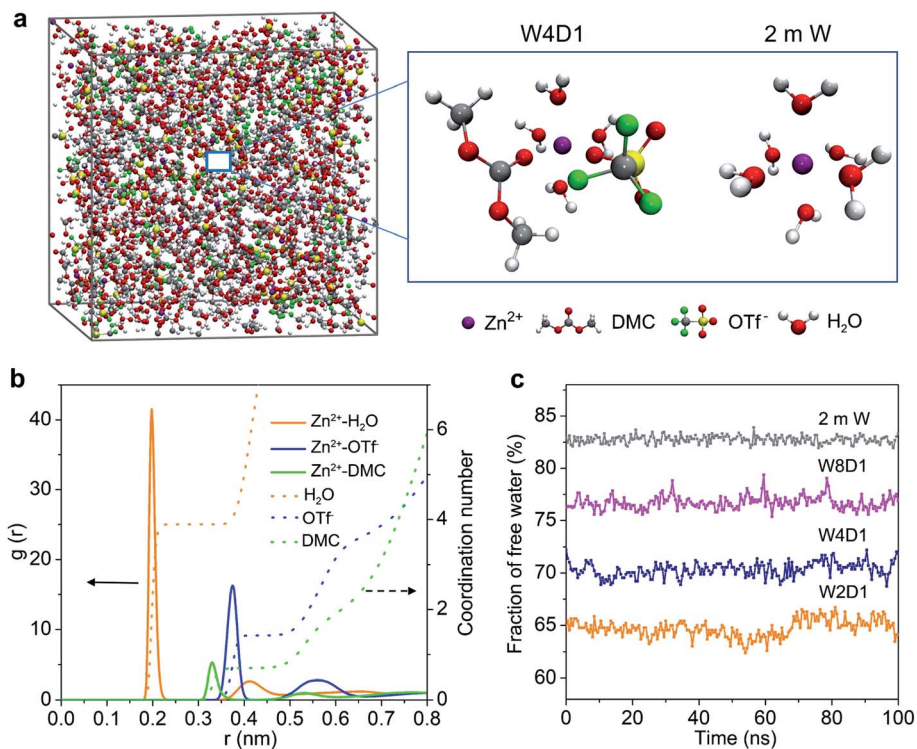 a
W4D1
2 m W
Zn²⁺
DMC
OTf⁻
H₂O
b
40
30
20
10
0
g (r)
Zn²⁺-H₂O
Zn²⁺-OTf⁻
Zn²⁺-DMC
H₂O
OTf⁻
DMC
6
4
2
0
Coordination number
0.0 0.1 0.2 0.3 0.4 0.5 0.6 0.7 0.8
r (nm)
c
85
80
75
70
65
60
Fraction of free water (%)
2 m W
W8D1
W4D1
W2D1
0 20 40 60 80 100
Time (ns)